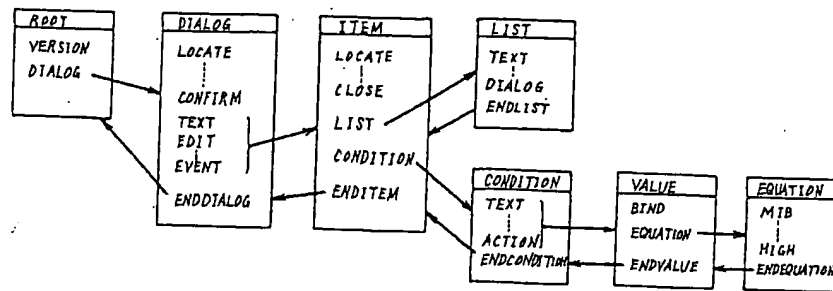 ROOT
VERSION
DIALOG
DIALOG
LOCATE
CONFIRM
TEXT
EDIT
EVENT
ENDDIALOG
ITEM
LOCATE
CLOSE
LIST
CONDITION
ENDITEM
LIST
TEXT
DIALOG
ENDLIST
CONDITION
TEXT
ACTION
ENDCONDITION
VALUE
BIND
EQUATION
ENDVALUE
EQUATION
MIB
HIGH
ENDEQUATION